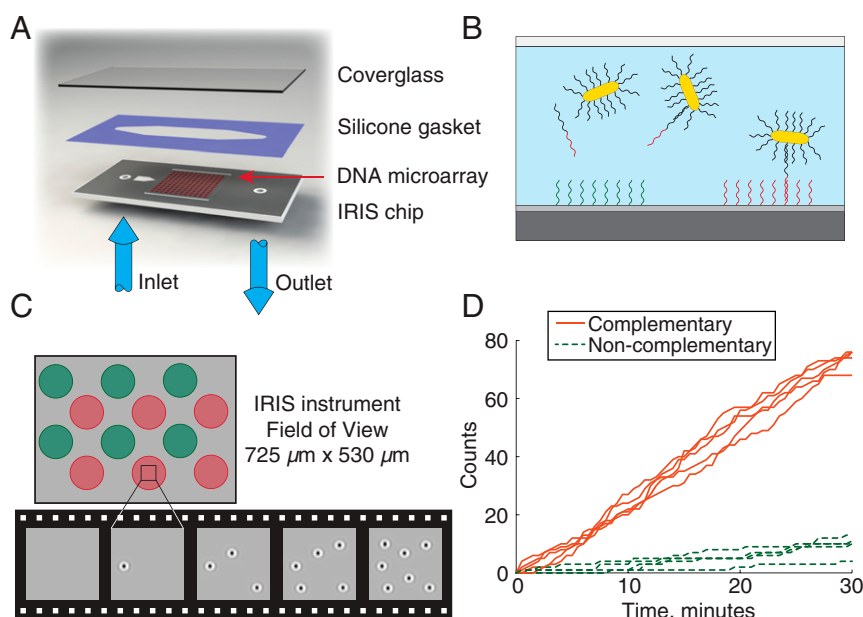 A
Coverglass
Silicone gasket
DNA microarray
IRIS chip
Inlet
Outlet
B
C
IRIS instrument
Field of View
725 µm x 530 µm
D
Complementary
Non-complementary
80
60
40
20
0
Counts
0
10
20
30
Time, minutes